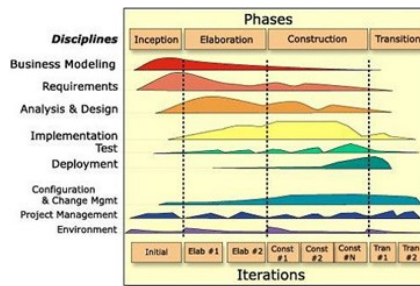 Phases
Disciplines
Inception
Elaboration
Construction
Transition
Business Modeling
Requirements
Analysis & Design
Implementation
Test
Deployment
Configuration
& Change Mgmt
Project Management
Environment
Initial
Elab #1
Elab #2
Const
#1
Const
#2
Const
#N
Tran
#1
Tran
#2
Iterations